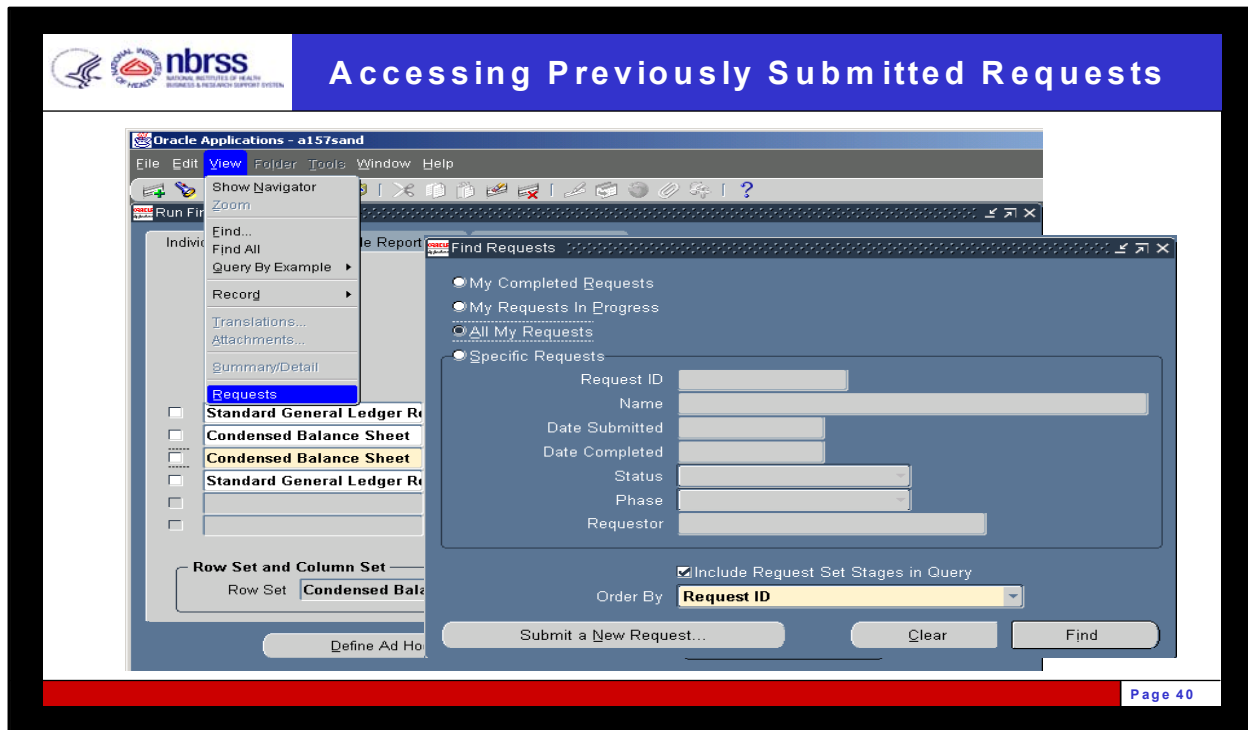 nbrss
NATIONAL INSTITUTES OF HEALTH
BUSINESS & RESEARCH SUPPORT SYSTEM
Accessing Previously Submitted Requests
Oracle Applications - a157sand
File Edit View Folder Tools Window Help
Show Navigator
Zoom
Find...
Find All
Query By Example
Record
Translations...
Attachments...
Summary/Detail
Requests
Run Fin
Indivi
le Report
Standard General Ledger Re
Condensed Balance Sheet
Condensed Balance Sheet
Standard General Ledger Re
Row Set and Column Set
Row Set Condensed Bala
Define Ad Ho
Find Requests
My Completed Requests
My Requests In Progress
All My Requests
Specific Requests
Request ID
Name
Date Submitted
Date Completed
Status
Phase
Requestor
Include Request Set Stages in Query
Order By Request ID
Submit a New Request... Clear Find
Page 40